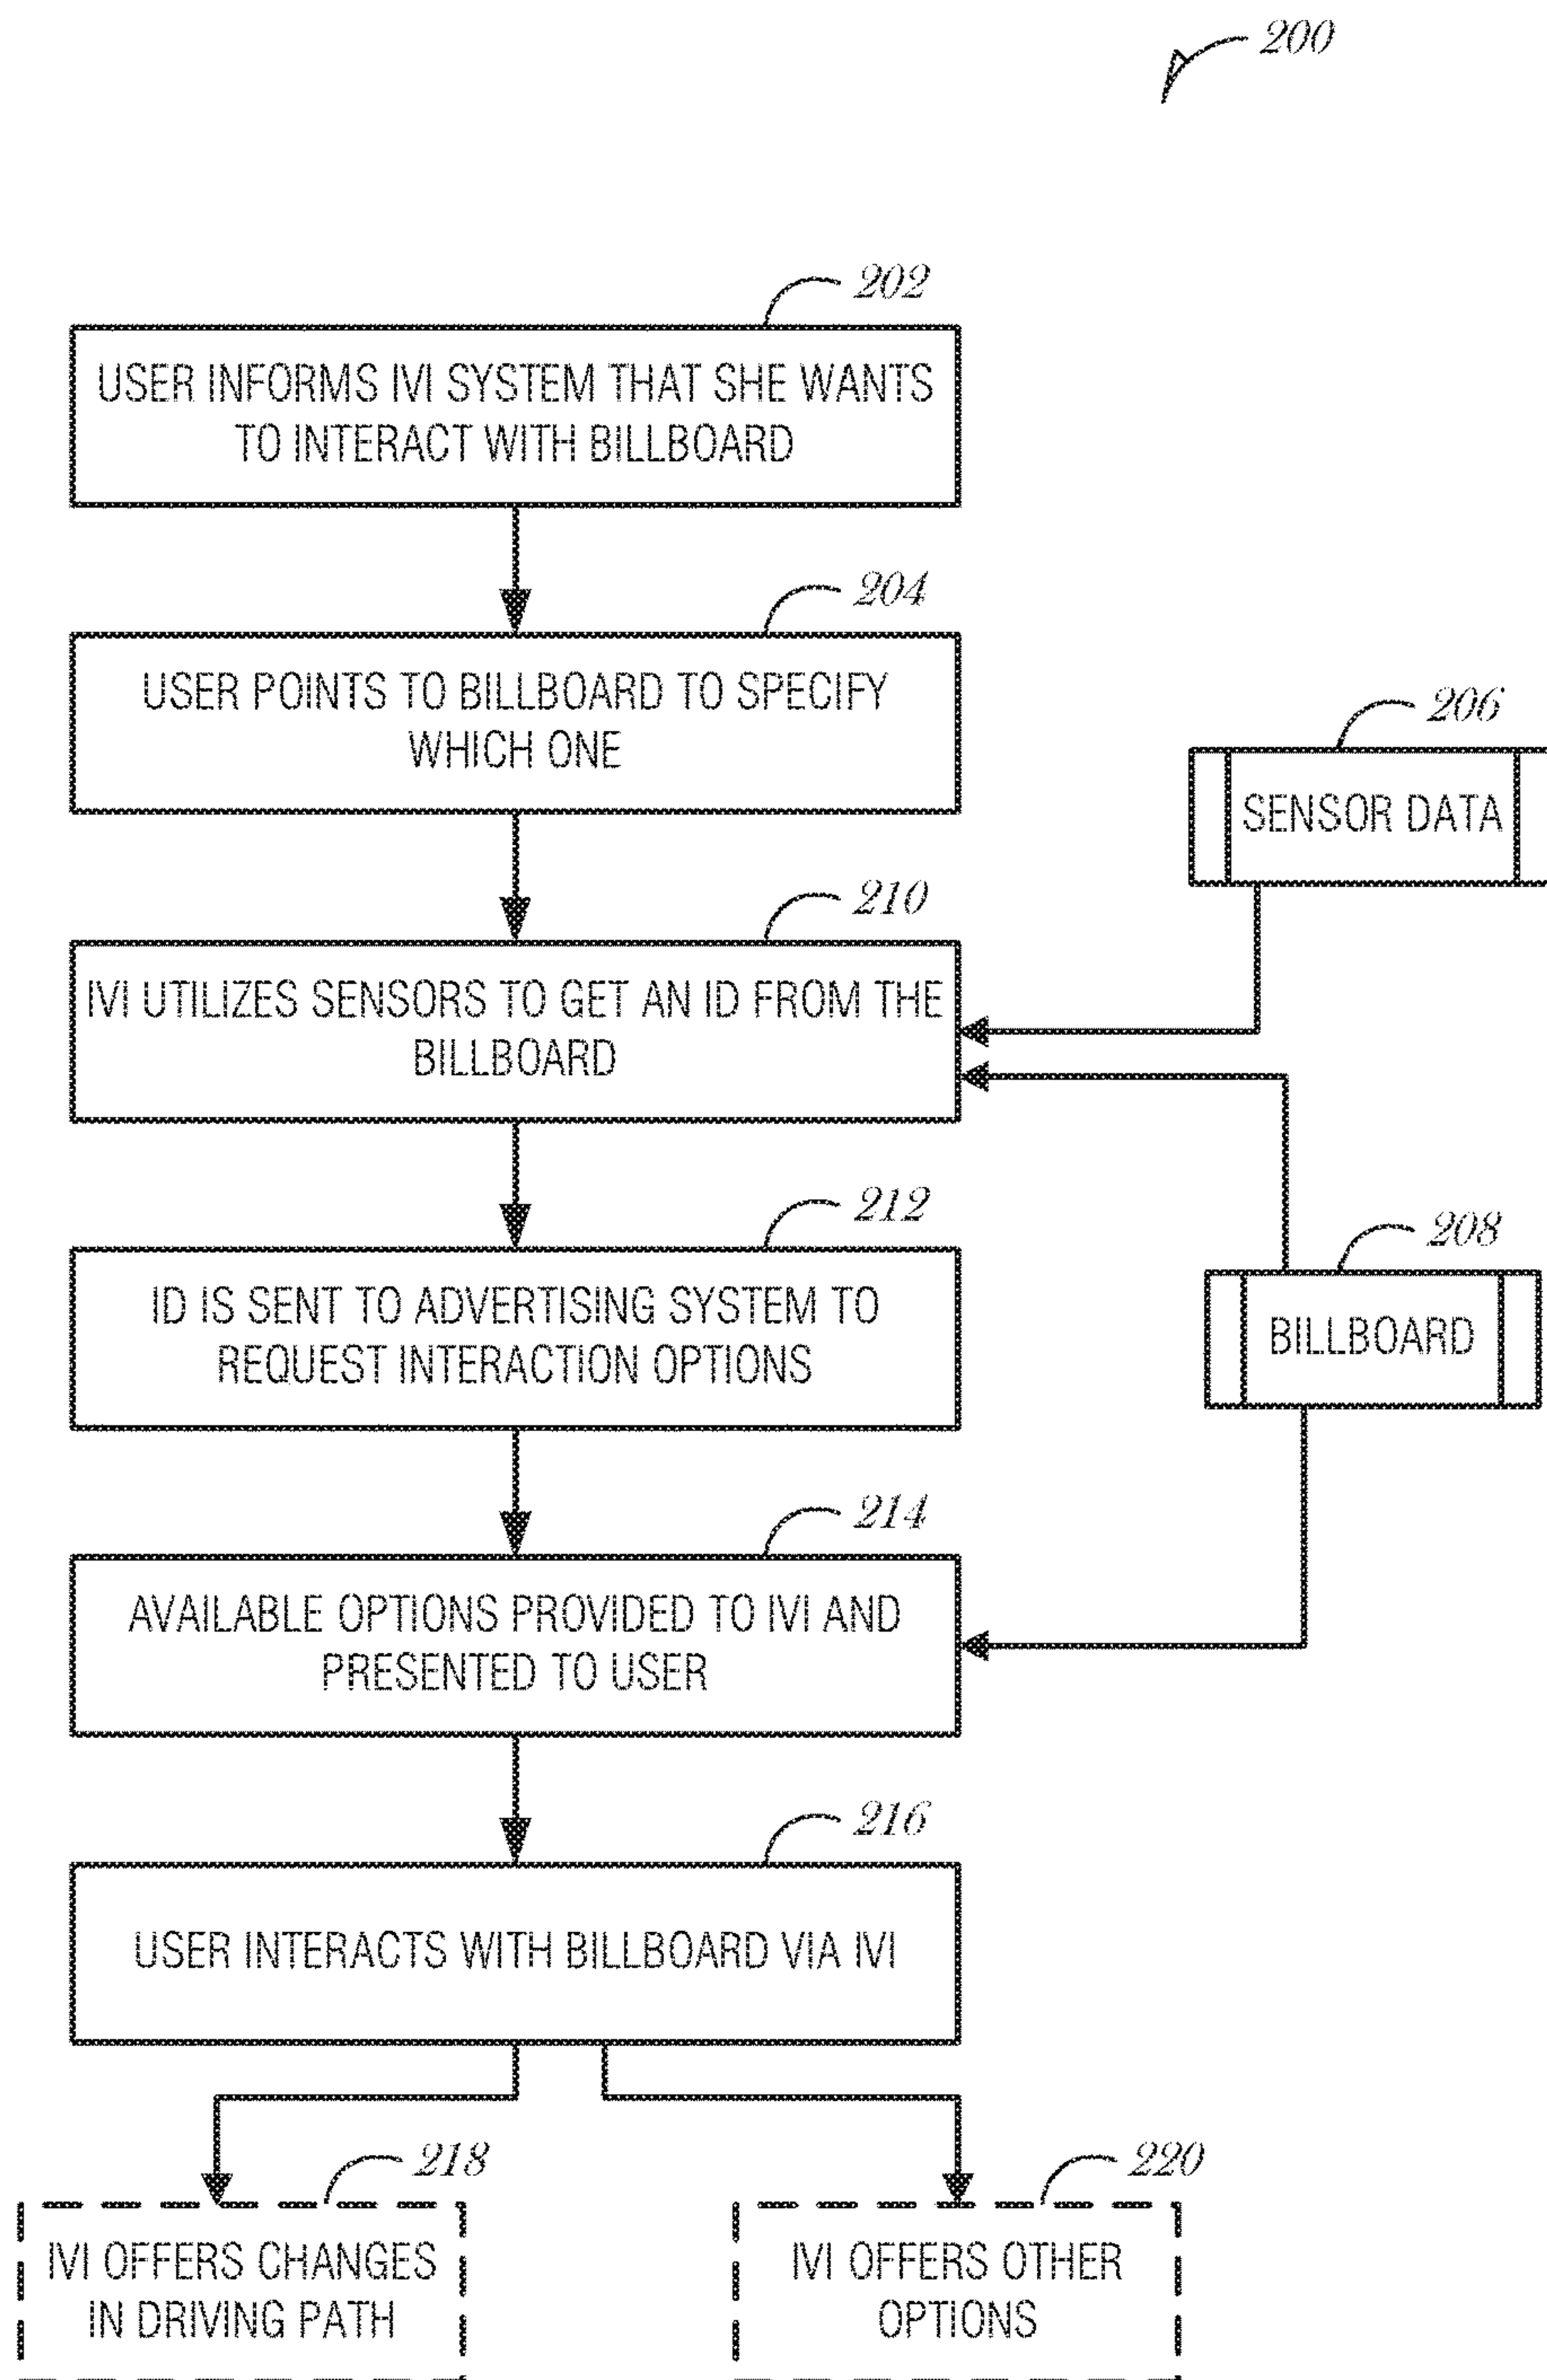 200
202
USER INFORMS IVI SYSTEM THAT SHE WANTS
TO INTERACT WITH BILLBOARD
204
USER POINTS TO BILLBOARD TO SPECIFY
WHICH ONE
206
SENSOR DATA
210
IVI UTILIZES SENSORS TO GET AN ID FROM THE
BILLBOARD
212
ID IS SENT TO ADVERTISING SYSTEM TO
REQUEST INTERACTION OPTIONS
208
BILLBOARD
214
AVAILABLE OPTIONS PROVIDED TO IVI AND
PRESENTED TO USER
216
USER INTERACTS WITH BILLBOARD VIA IVI
218
IVI OFFERS CHANGES
IN DRIVING PATH
220
IVI OFFERS OTHER
OPTIONS